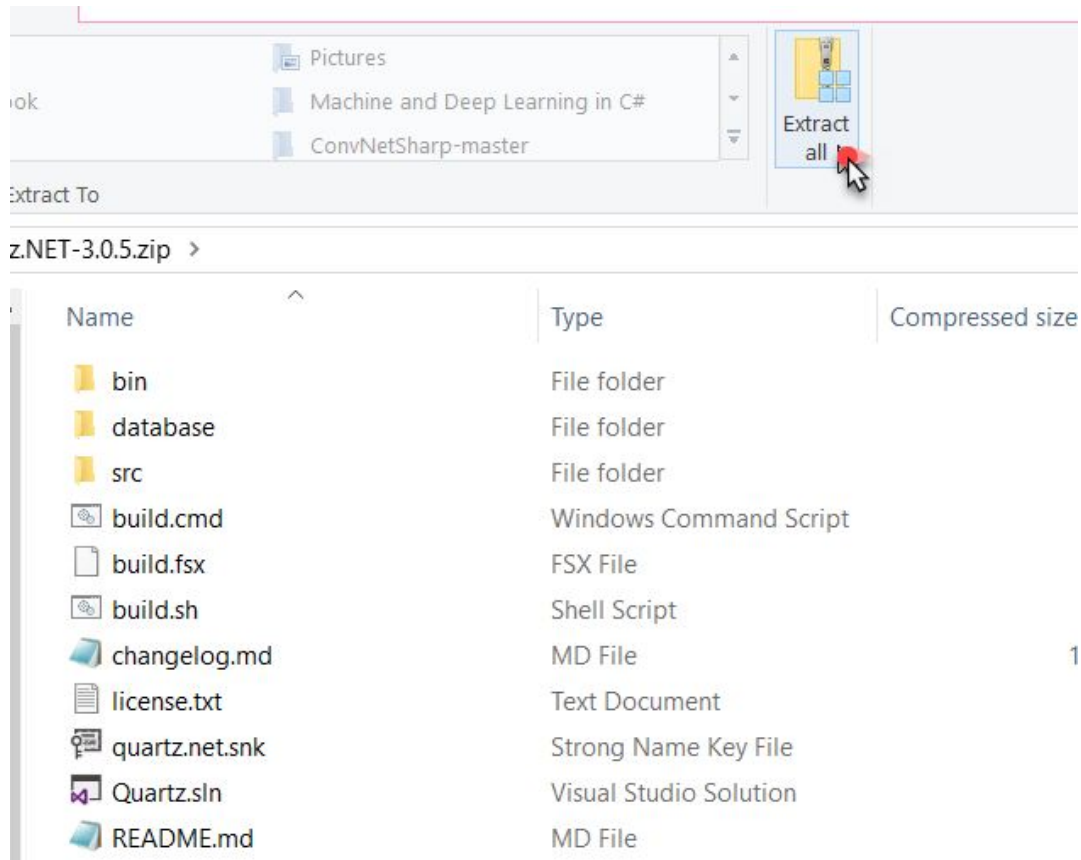 Pictures
ook
Machine and Deep Learning in C#
ConvNetSharp-master
Extract
all
Extract To
z.NET-3.0.5.zip >
Name Type Compressed size
bin File folder
database File folder
src File folder
build.cmd Windows Command Script
build.fsx FSX File
build.sh Shell Script
changelog.md MD File 1
license.txt Text Document
quartz.net.snk Strong Name Key File
Quartz.sln Visual Studio Solution
README.md MD File